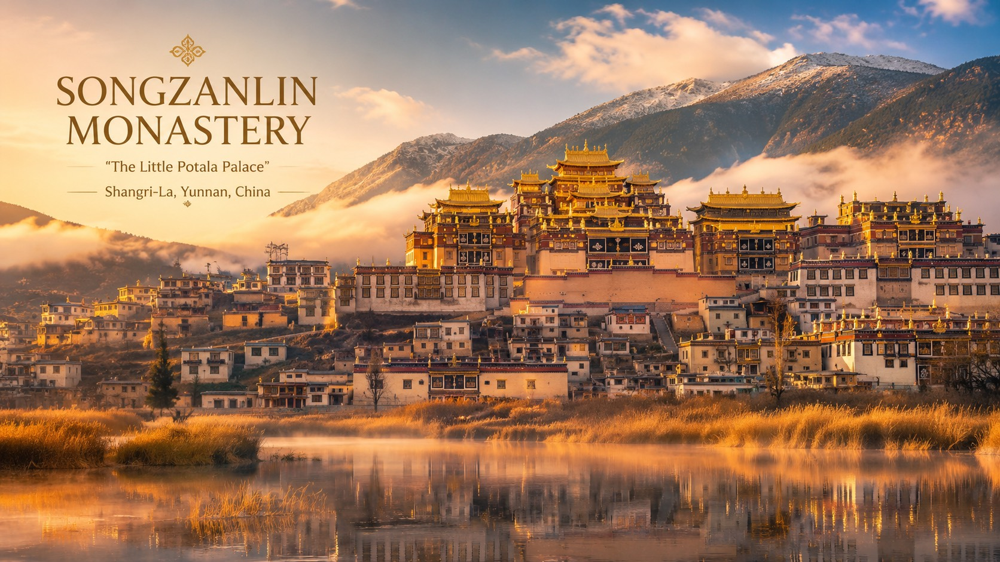 SONGZANLIN
MONASTERY
“The Little Potala Palace”
Shangri-La, Yunnan, China